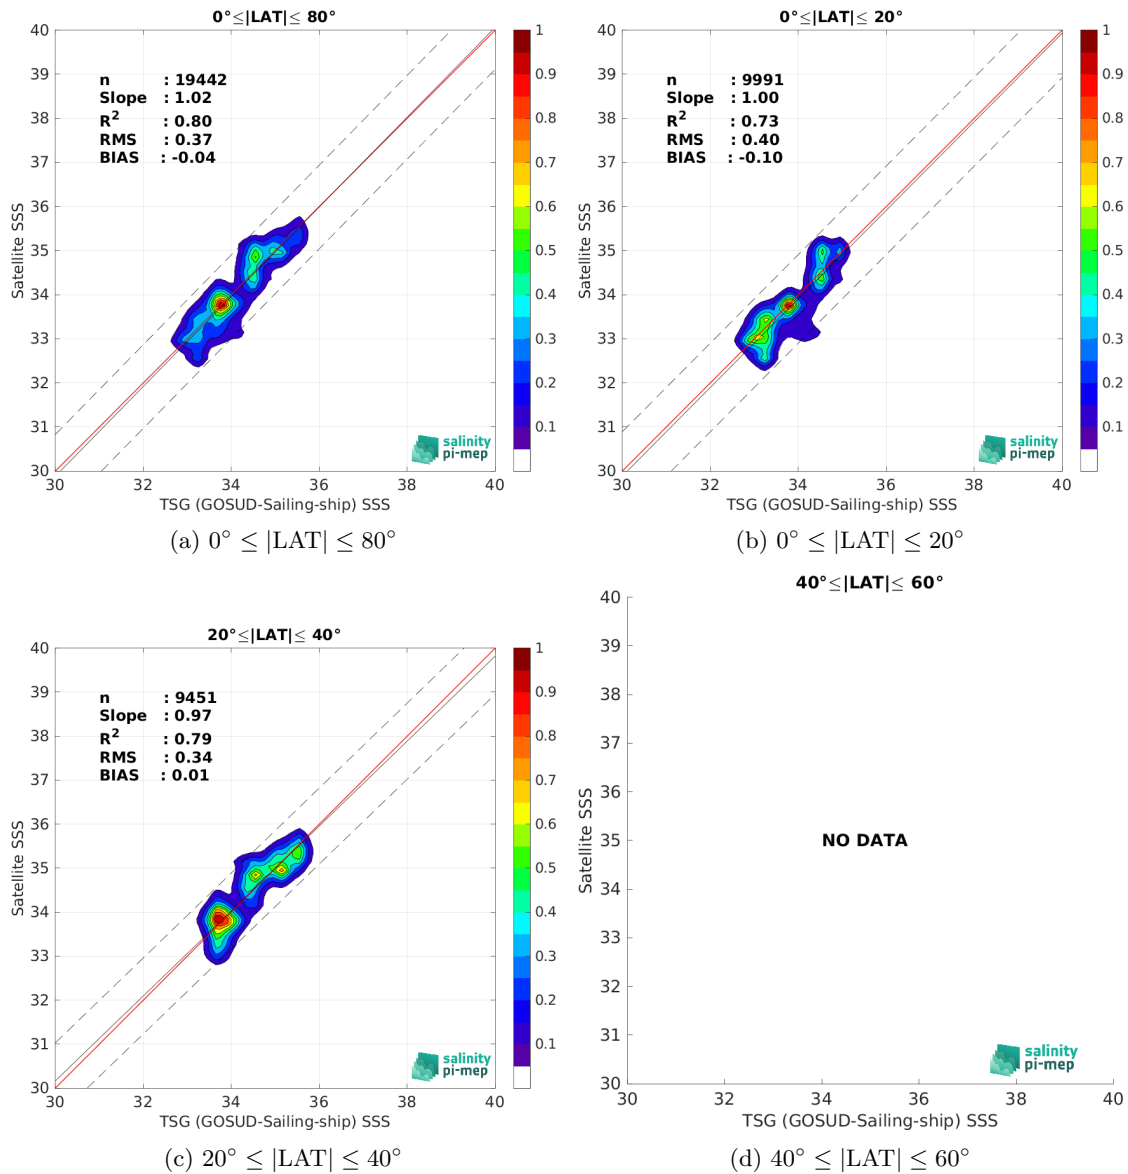 0°≤|LAT|≤ 80°
40
39
38
37
36
35
34
33
32
31
30
Satellite SSS
n : 19442
Slope : 1.02
R2 : 0.80
RMS : 0.37
BIAS : -0.04
salinity
pi-mep
30 32 34 36 38 40
TSG (GOSUD-Sailing-ship) SSS
1
0.9
0.8
0.7
0.6
0.5
0.4
0.3
0.2
0.1
(a) 0° ≤ |LAT| ≤ 80°
0°≤|LAT|≤ 20°
40
39
38
37
36
35
34
33
32
31
30
Satellite SSS
n : 9991
Slope : 1.00
R2 : 0.73
RMS : 0.40
BIAS : -0.10
salinity
pi-mep
30 32 34 36 38 40
TSG (GOSUD-Sailing-ship) SSS
1
0.9
0.8
0.7
0.6
0.5
0.4
0.3
0.2
0.1
(b) 0° ≤ |LAT| ≤ 20°
20°≤|LAT|≤ 40°
40
39
38
37
36
35
34
33
32
31
30
Satellite SSS
n : 9451
Slope : 0.97
R2 : 0.79
RMS : 0.34
BIAS : 0.01
salinity
pi-mep
30 32 34 36 38 40
TSG (GOSUD-Sailing-ship) SSS
1
0.9
0.8
0.7
0.6
0.5
0.4
0.3
0.2
0.1
(c) 20° ≤ |LAT| ≤ 40°
40°≤|LAT|≤ 60°
40
39
38
37
36
35
34
33
32
31
30
Satellite SSS
NO DATA
salinity
pi-mep
30 32 34 36 38 40
TSG (GOSUD-Sailing-ship) SSS
(d) 40° ≤ |LAT| ≤ 60°